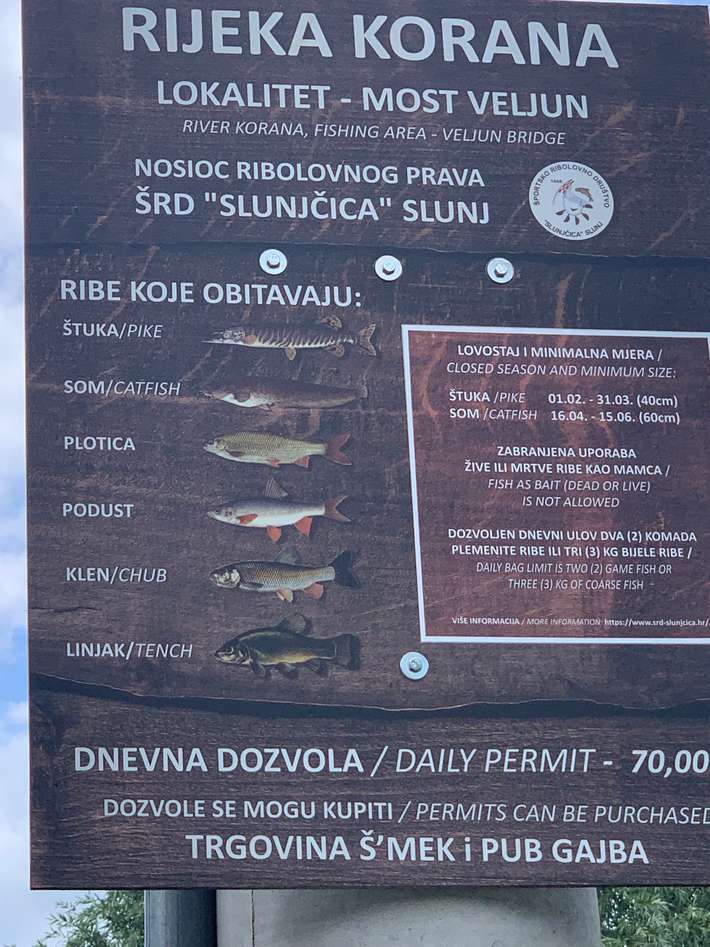 RIJEKA KORANA
LOKALITET - MOST VELJUN
RIVER KORANA, FISHING AREA - VELJUN BRIDGE
NOSIOC RIBOLOVNOG PRAVA
ŠRD "SLUNJČICA" SLUNJ
ŠPORTSKO RIBOLOVNO DRUŠTVO
"SLUNJČICA" SLUNJ
RIBE KOJE OBITAVAJU:
ŠTUKA/PIKE
SOM/CATFISH
PLOTICA
PODUST
KLEN/CHUB
LINJAK/TENCH
LOVOSTAJ I MINIMALNA MJERA /
CLOSED SEASON AND MINIMUM SIZE:
ŠTUKA /PIKE 01.02. - 31.03. (40cm)
SOM /CATFISH 16.04. - 15.06. (60cm)
ZABRANJENA UPORABA
ŽIVE ILI MRTVE RIBE KAO MAMCA /
FISH AS BAIT (DEAD OR LIVE)
IS NOT ALLOWED
DOZVOLJEN DNEVNI ULOV DVA (2) KOMADA
PLEMENITE RIBE ILI TRI (3) KG BIJELE RIBE /
DAILY BAG LIMIT IS TWO (2) GAME FISH OR
THREE (3) KG OF COARSE FISH
VIŠE INFORMACIJA / MORE INFORMATION: https://www.srd-slunjcica.hr/
DNEVNA DOZVOLA / DAILY PERMIT - 70,00
DOZVOLE SE MOGU KUPITI / PERMITS CAN BE PURCHASED
TRGOVINA Š'MEK i PUB GAJBA